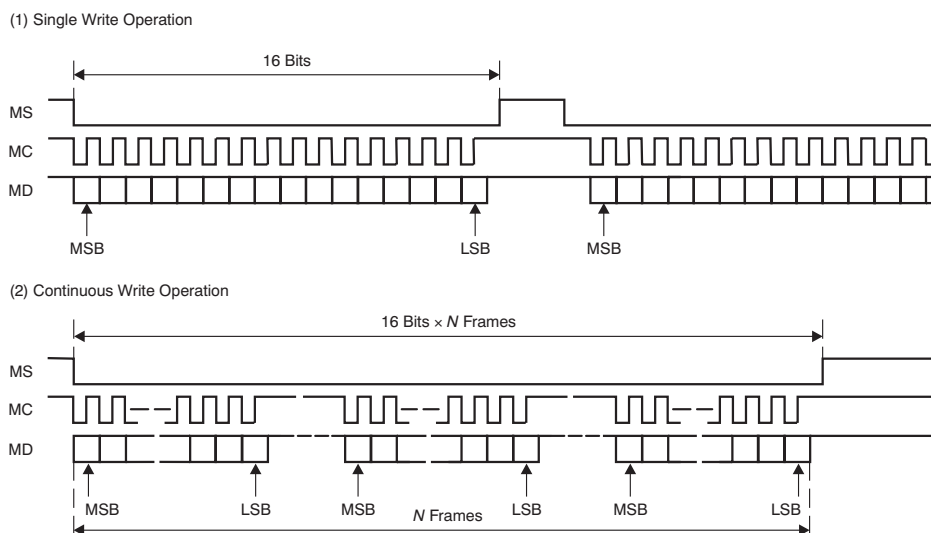 (1) Single Write Operation
16 Bits
MS
MC
MD
MSB LSB MSB
(2) Continuous Write Operation
16 Bits × N Frames
MS
MC
MD
MSB LSB MSB LSB MSB LSB
N Frames